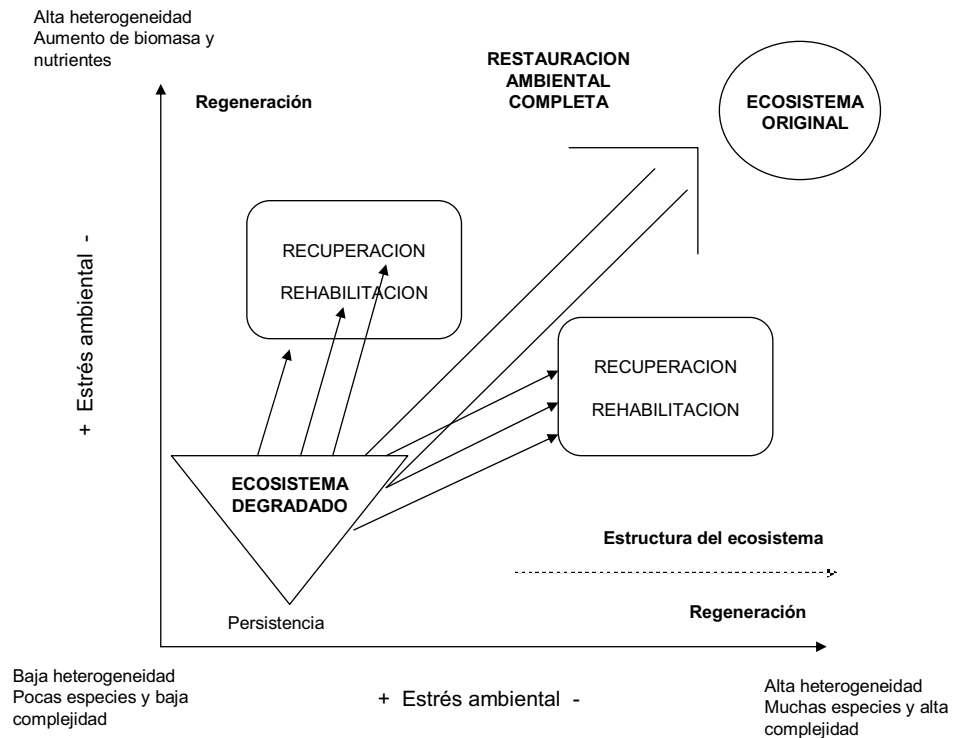 Alta heterogeneidad
Aumento de biomasa y
nutrientes
Regeneración
RESTAURACION
AMBIENTAL
COMPLETA
ECOSISTEMA
ORIGINAL
+ Estrés ambiental -
RECUPERACION
REHABILITACION
RECUPERACION
REHABILITACION
ECOSISTEMA
DEGRADADO
Persistencia
Estructura del ecosistema
Regeneración
Baja heterogeneidad
Pocas especies y baja
complejidad
+ Estrés ambiental -
Alta heterogeneidad
Muchas especies y alta
complejidad